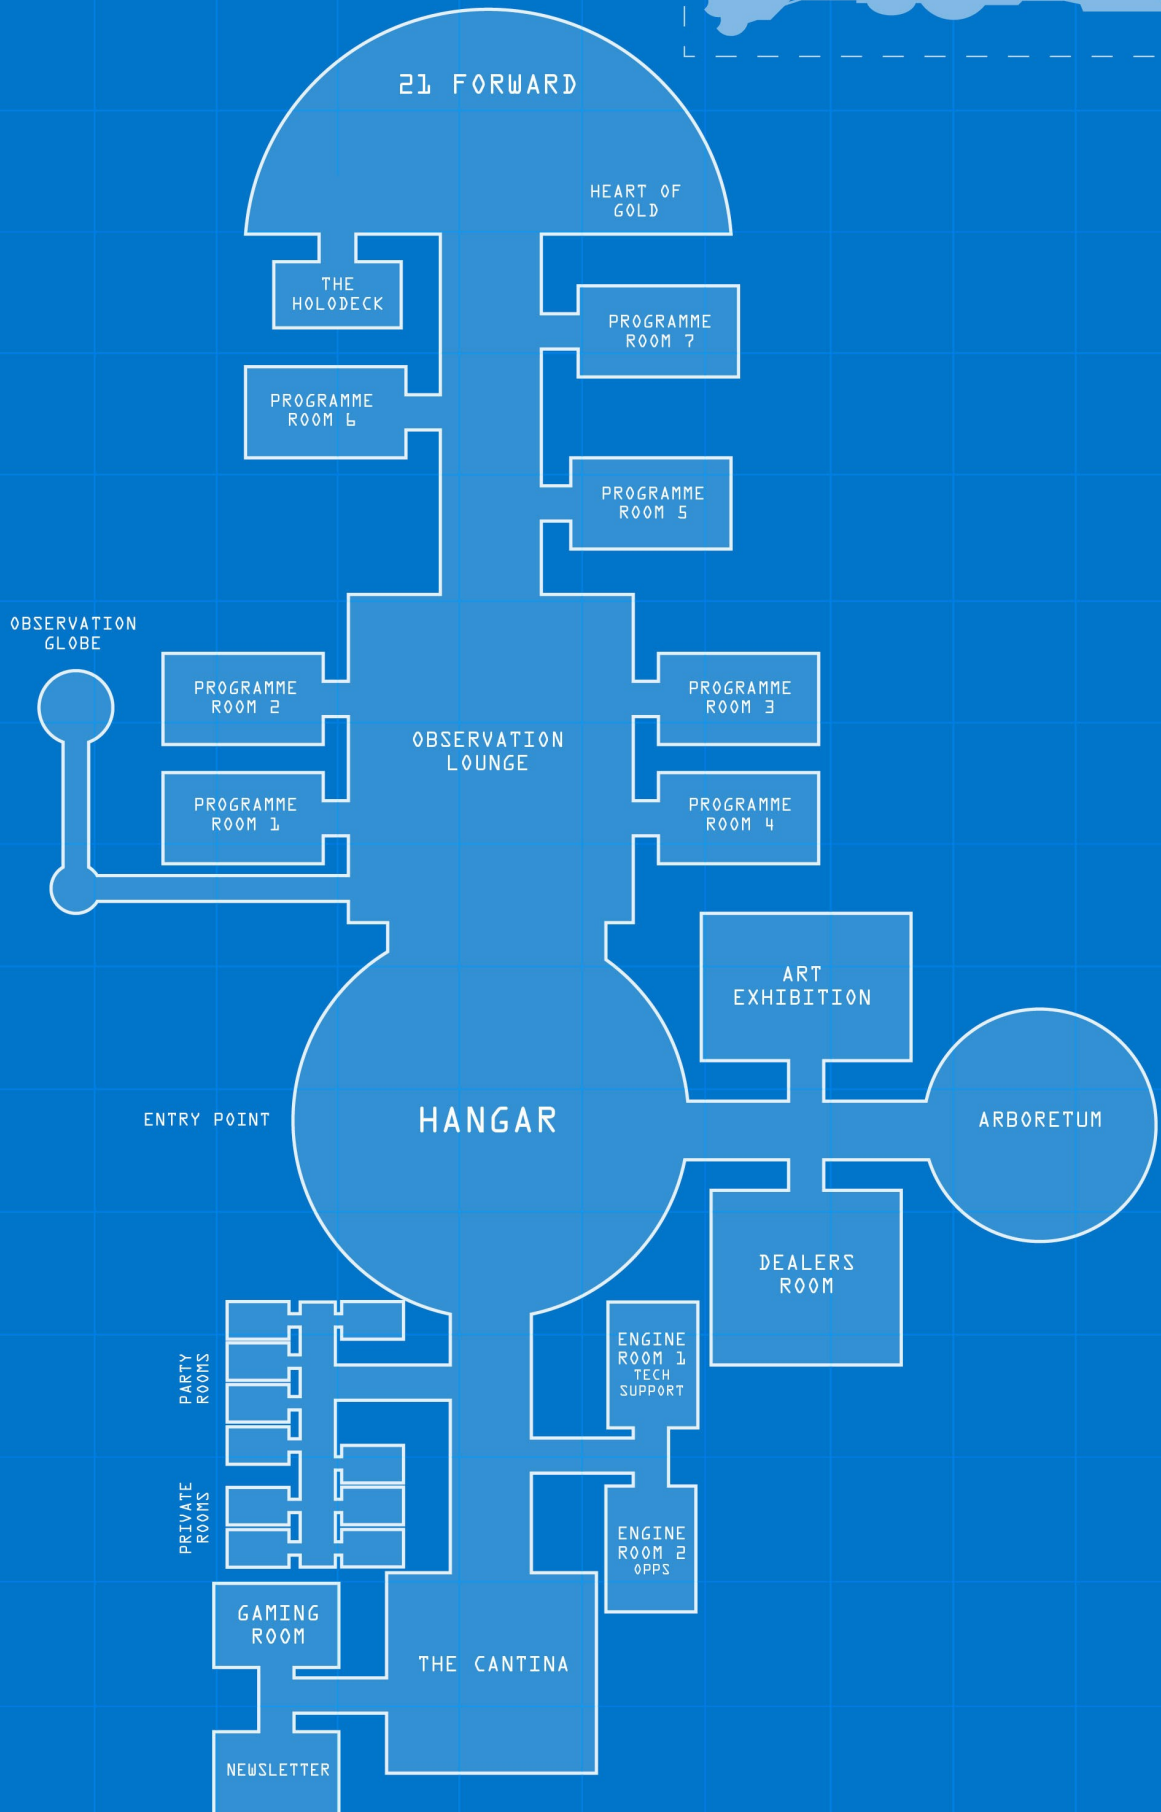 21 FORWARD
HEART OF
GOLD
THE
HOLODECK
PROGRAMME
ROOM 7
PROGRAMME
ROOM 6
PROGRAMME
ROOM 5
OBSERVATION
GLOBE
PROGRAMME
ROOM 2
PROGRAMME
ROOM 3
OBSERVATION
LOUNGE
PROGRAMME
ROOM 1
PROGRAMME
ROOM 4
ART
EXHIBITION
ENTRY POINT
HANGAR
ARBORETUM
DEALERS
ROOM
PARTY
ROOMS
ENGINE
ROOM 1
TECH
SUPPORT
PRIVATE
ROOMS
ENGINE
ROOM 2
OPPS
GAMING
ROOM
THE CANTINA
NEWSLETTER